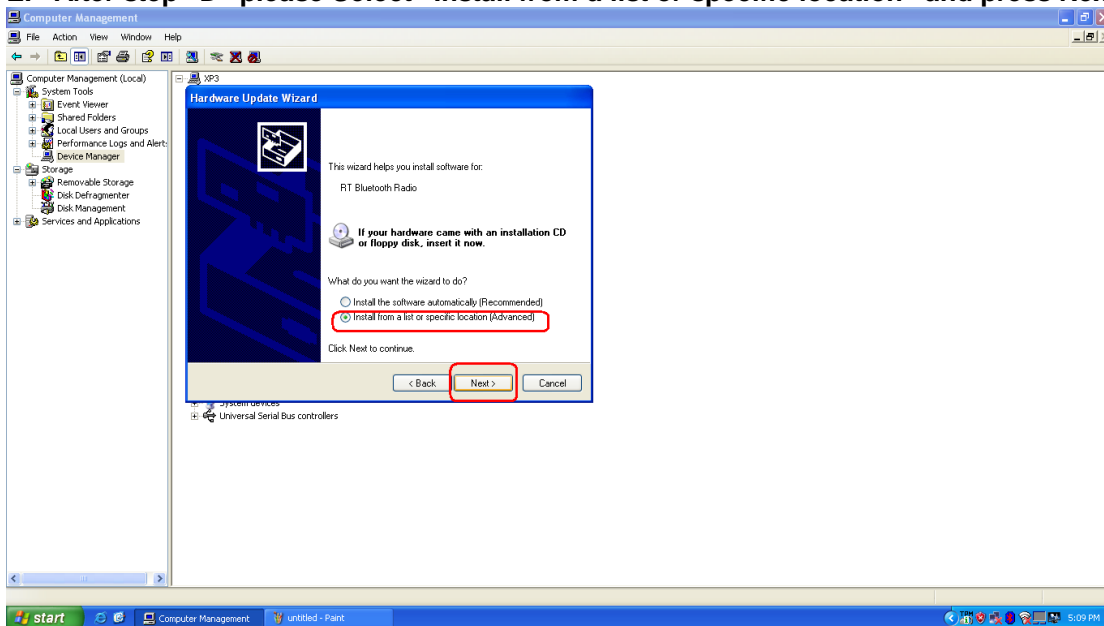 Computer Management
File Action View Window Help
Computer Management (Local)
System Tools
Event Viewer
Shared Folders
Local Users and Groups
Performance Logs and Alert
Device Manager
Storage
Removable Storage
Disk Defragmenter
Disk Management
Services and Applications
XP3
Hardware Update Wizard
This wizard helps you install software for:
RT Bluetooth Radio
If your hardware came with an installation CD
or floppy disk, insert it now.
What do you want the wizard to do?
Install the software automatically (Recommended)
Install from a list or specific location (Advanced)
Click Next to continue.
< Back Next > Cancel
System devices
Universal Serial Bus controllers
start Computer Management untitled - Paint 5:09 PM